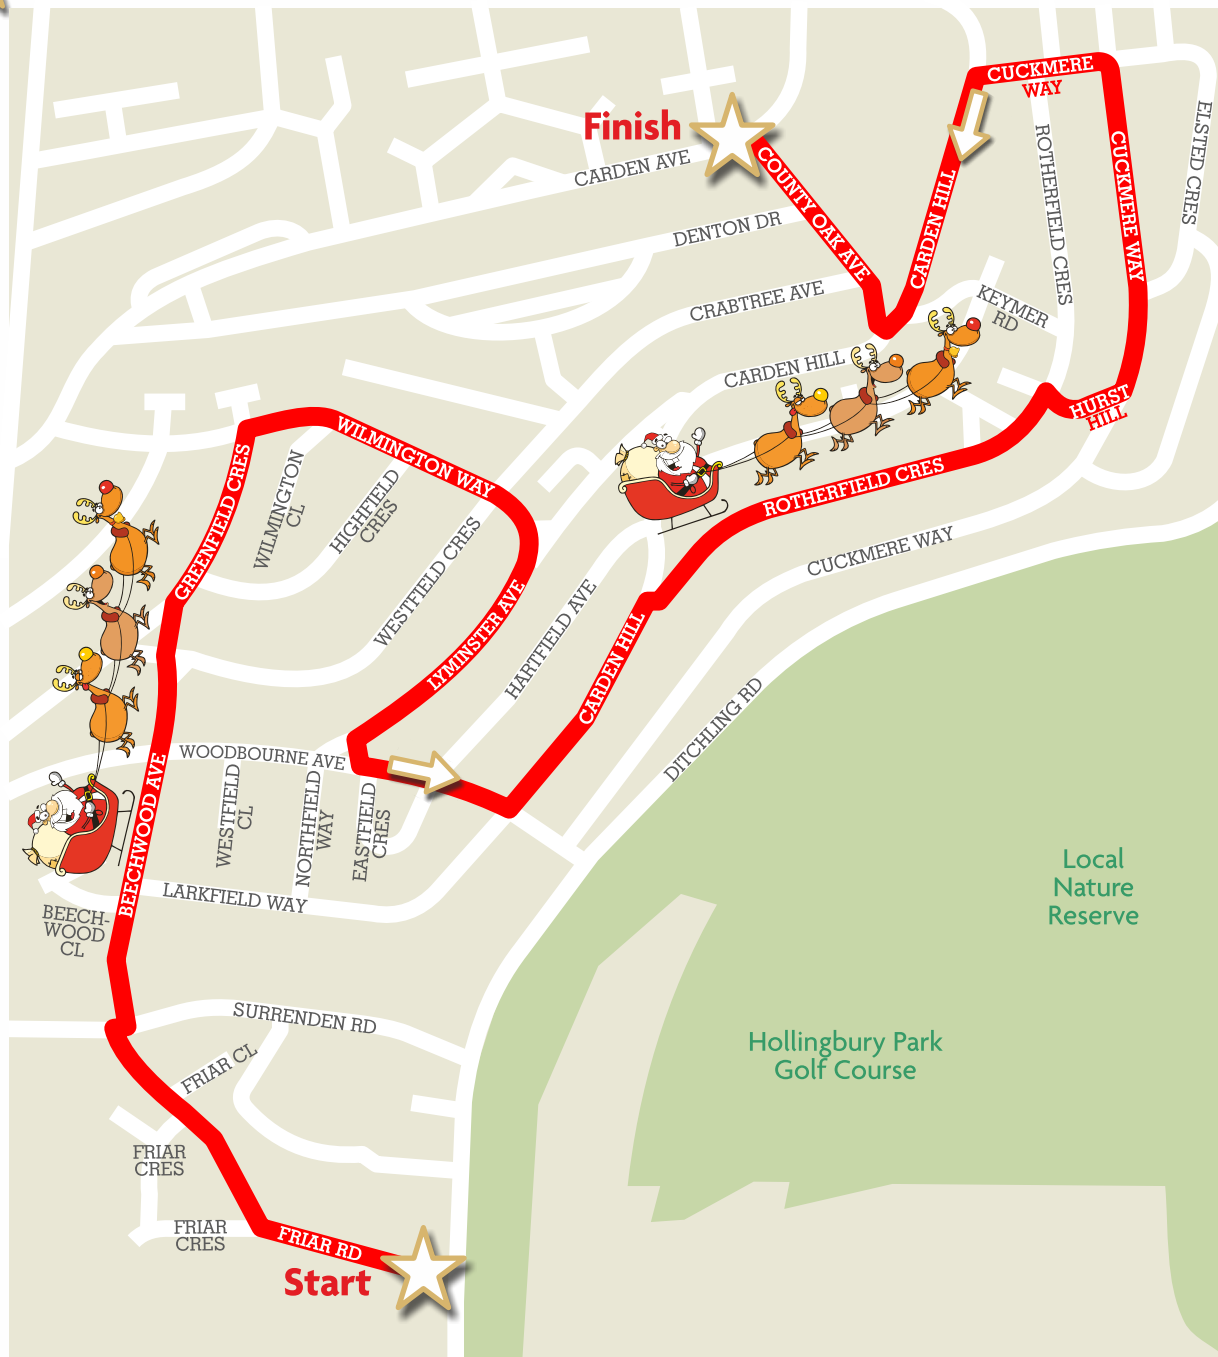 CUCKMERE
WAY
Finish
CARDEN AVE
COUNTY OAK AVE
CARDEN HILL
ROTHERFIELD CRES
CUCKMERE WAY
ELSTED CRES
DENTON DR
CRABTREE AVE
KEYMER
RD
CARDEN HILL
HURST
HILL
WILMINGTON WAY
GREENFIELD CRES
WILMINGTON
CL
HIGHFIELD
CRES
WESTFIELD CRES
ROTHERFIELD CRES
CUCKMERE WAY
LYMINSTER AVE
HARTFIELD AVE
CARDEN HILL
DITCHLING RD
WOODBOURNE AVE
BEECHWOOD AVE
WESTFIELD
CL
NORTHFIELD
WAY
EASTFIELD
CRES
LARKFIELD WAY
BEECH-
WOOD
CL
Local
Nature
Reserve
SURRENDEN RD
FRIAR CL
Hollingbury Park
Golf Course
FRIAR
CRES
FRIAR
CRES
FRIAR RD
Start